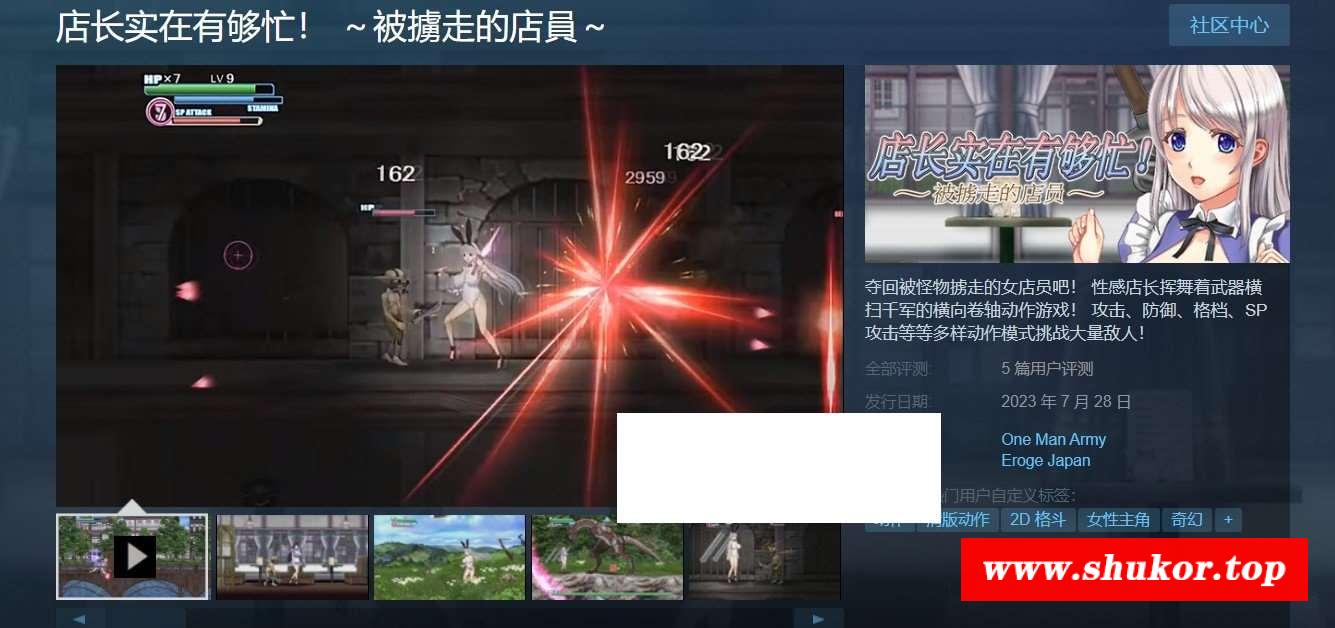 店长实在有够忙！ ～被擄走的店員～
社区中心
HP×7 LV 9
STAMINA
SP ATTACK
162
HP
162
2959
店长实在有够忙！
～被掳走的店员～
夺回被怪物掳走的女店员吧！ 性感店长挥舞着武器横
扫千军的横向卷轴动作游戏！ 攻击、防御、格档、SP
攻击等等多样动作模式挑战大量敌人！
全部评测: 5 篇用户评测
发行日期: 2023 年 7 月 28 日
One Man Army
Eroge Japan
门用户自定义标签：
版动作 2D 格斗 女性主角 奇幻 +
www.shukor.top